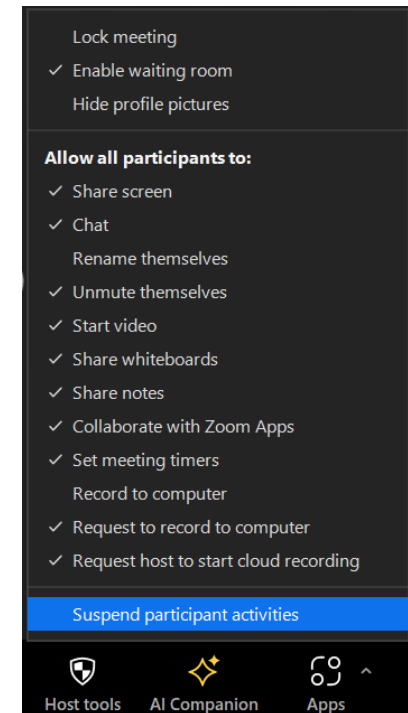 Lock meeting
Enable waiting room
Hide profile pictures
Allow all participants to:
Share screen
Chat
Rename themselves
Unmute themselves
Start video
Share whiteboards
Share notes
Collaborate with Zoom Apps
Set meeting timers
Record to computer
Request to record to computer
Request host to start cloud recording
Suspend participant activities
Host tools AI Companion Apps